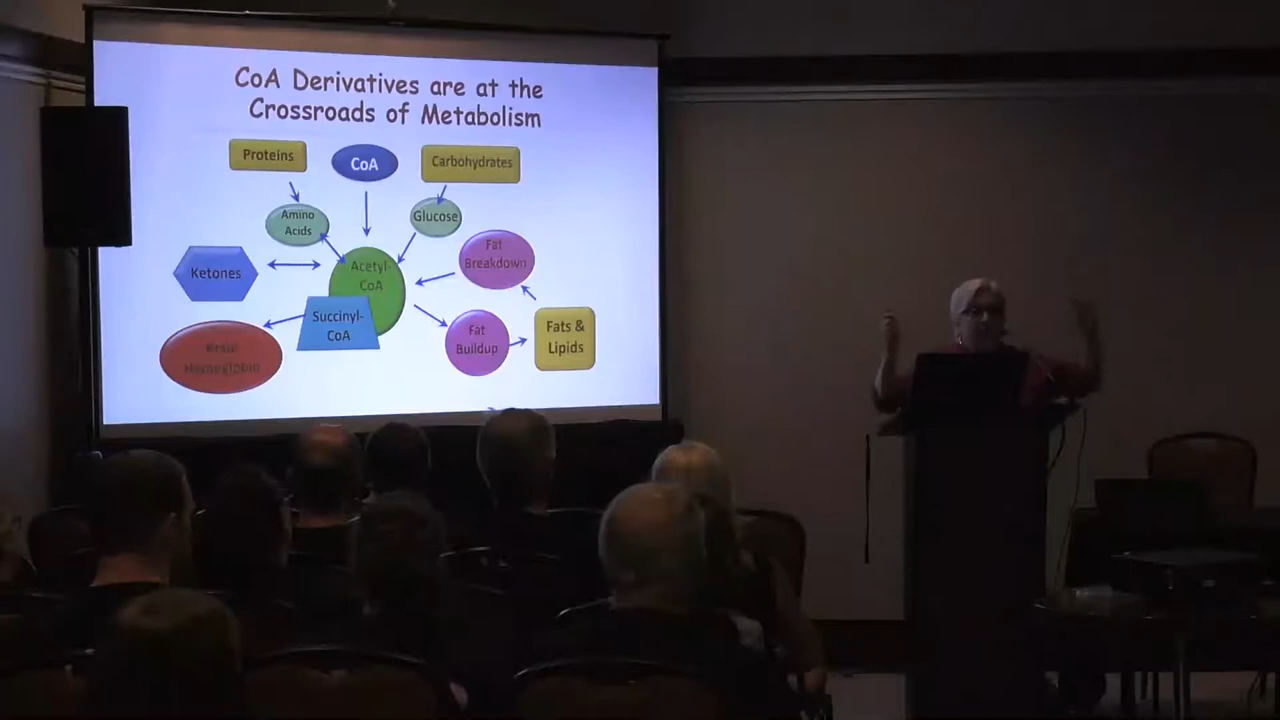 CoA Derivatives are at the
Crossroads of Metabolism
Proteins
CoA
Carbohydrates
Amino
Acids
Glucose
Ketones
Acetyl-
CoA
Fat
Breakdown
Succinyl-
CoA
Fat
Buildup
Fats &
Lipids
Hemoglobin